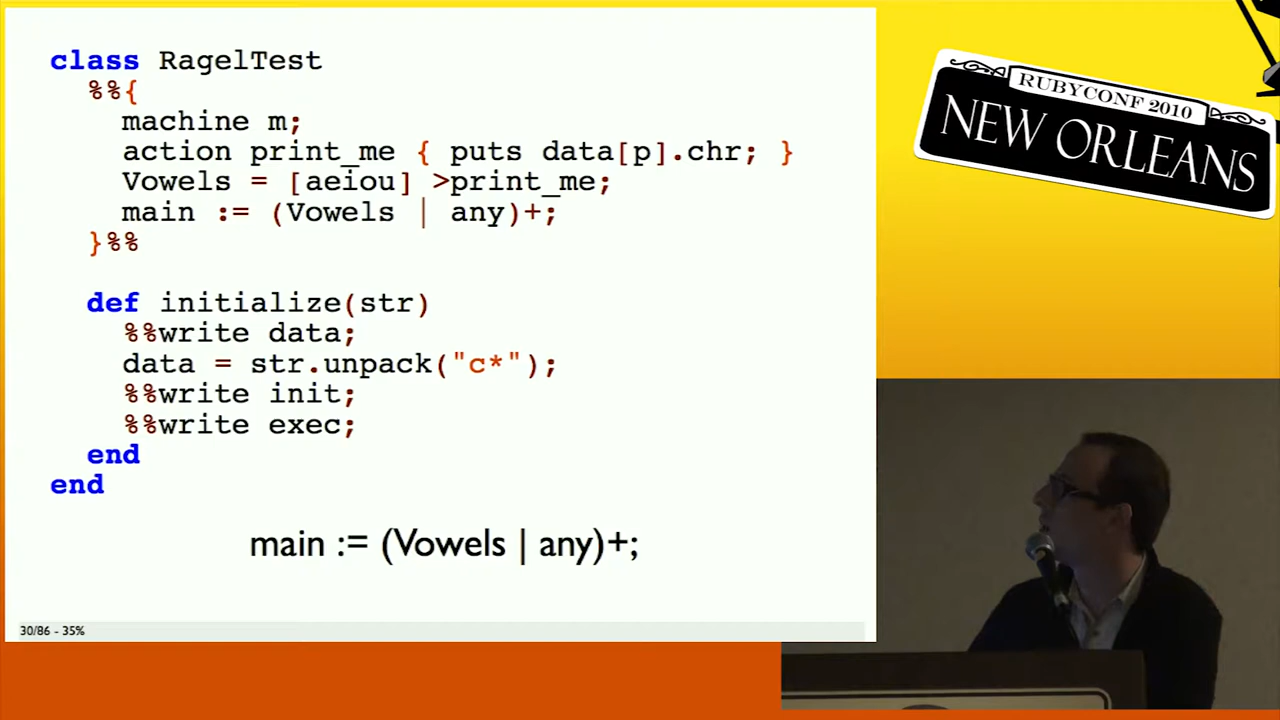 class RagelTest
%%{
machine m;
action print_me { puts data[p].chr; }
Vowels = [aeiou] >print_me;
main := (Vowels | any)+;
}%%
def initialize(str)
%%write data;
data = str.unpack("c*");
%%write init;
%%write exec;
end
end
main := (Vowels | any)+;
30/86 - 35%
RUBYCONF 2010
NEW ORLEANS